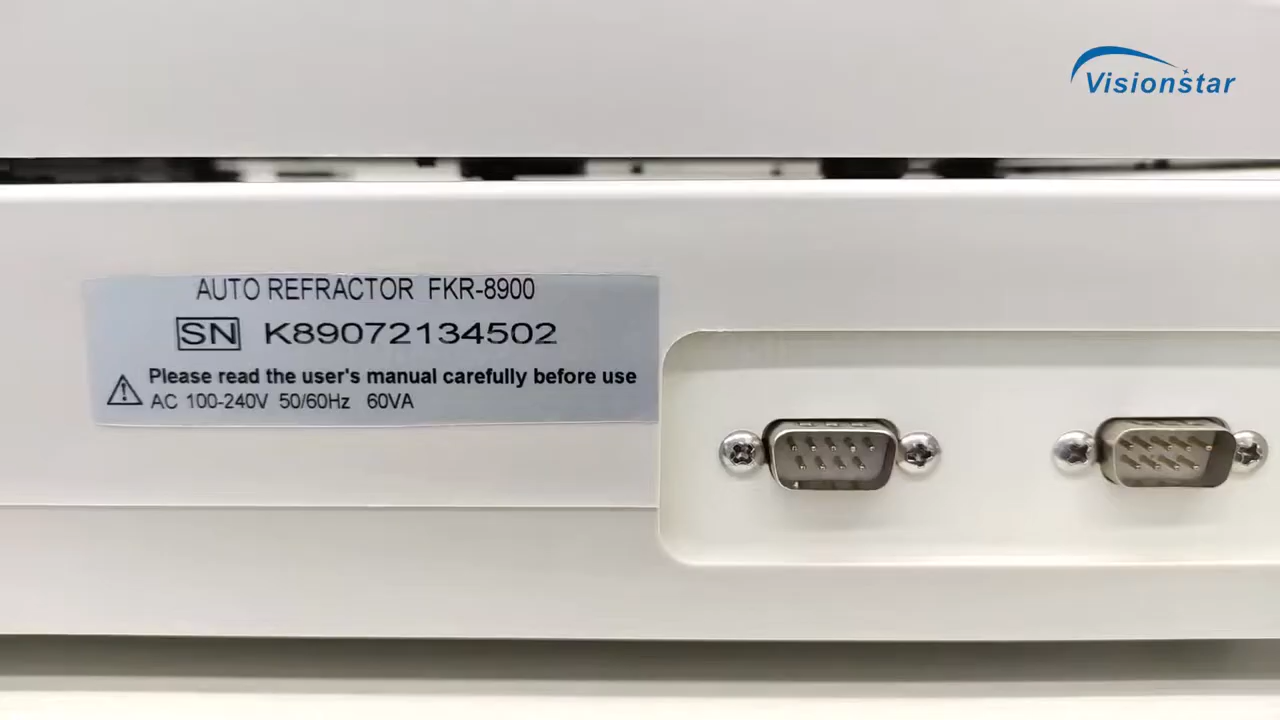 Visionstar
AUTO REFRACTOR FKR-8900
SN K89072134502
Please read the user's manual carefully before use
AC 100-240V 50/60Hz 60VA